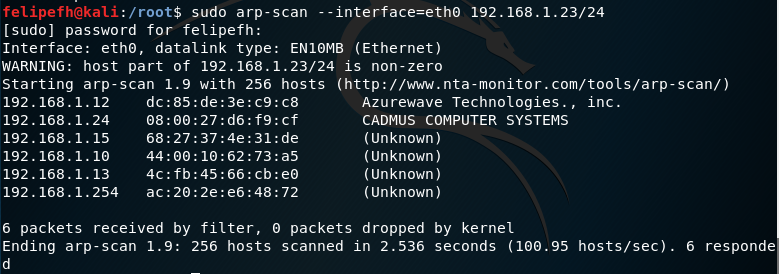 felipefh@kali:/root$ sudo arp-scan --interface=eth0 192.168.1.23/24
[sudo] password for felipefh:
Interface: eth0, datalink type: EN10MB (Ethernet)
WARNING: host part of 192.168.1.23/24 is non-zero
Starting arp-scan 1.9 with 256 hosts (http://www.nta-monitor.com/tools/arp-scan/)
192.168.1.12    dc:85:de:3e:c9:c8       Azurewave Technologies., inc.
192.168.1.24    08:00:27:d6:f9:cf       CADMUS COMPUTER SYSTEMS
192.168.1.15    68:27:37:4e:31:de       (Unknown)
192.168.1.10    44:00:10:62:73:a5       (Unknown)
192.168.1.13    4c:fb:45:66:cb:e0       (Unknown)
192.168.1.254   ac:20:2e:e6:48:72       (Unknown)

6 packets received by filter, 0 packets dropped by kernel
Ending arp-scan 1.9: 256 hosts scanned in 2.536 seconds (100.95 hosts/sec). 6 responde
d